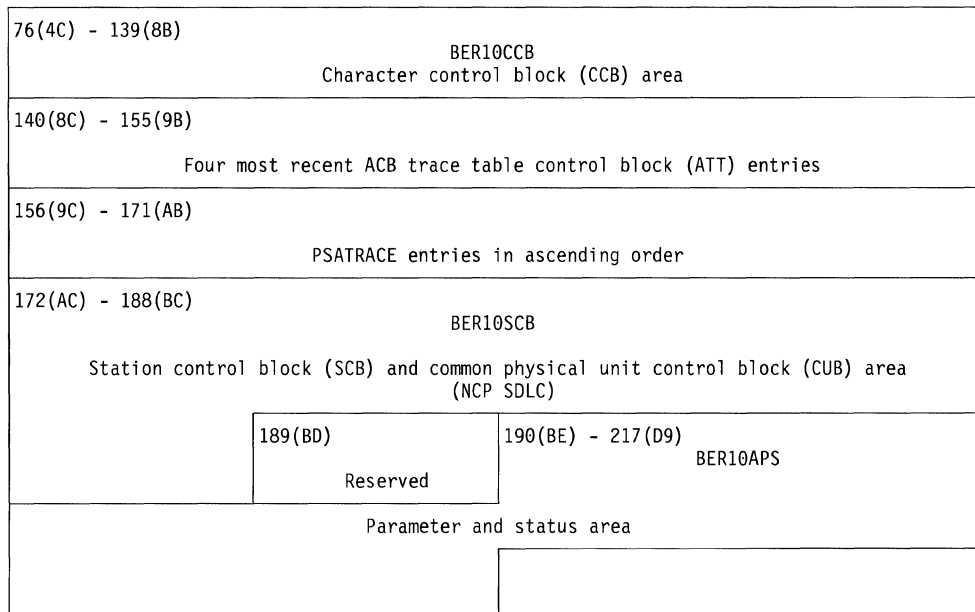 76(4C) - 139(8B)
BER10CCB
Character control block (CCB) area
140(8C) - 155(9B)
Four most recent ACB trace table control block (ATT) entries
156(9C) - 171(AB)
PSATRACE entries in ascending order
172(AC) - 188(BC)
BER10SCB
Station control block (SCB) and common physical unit control block (CUB) area
(NCP SDLC)
189(BD)
Reserved
190(BE) - 217(D9)
BER10APS
Parameter and status area